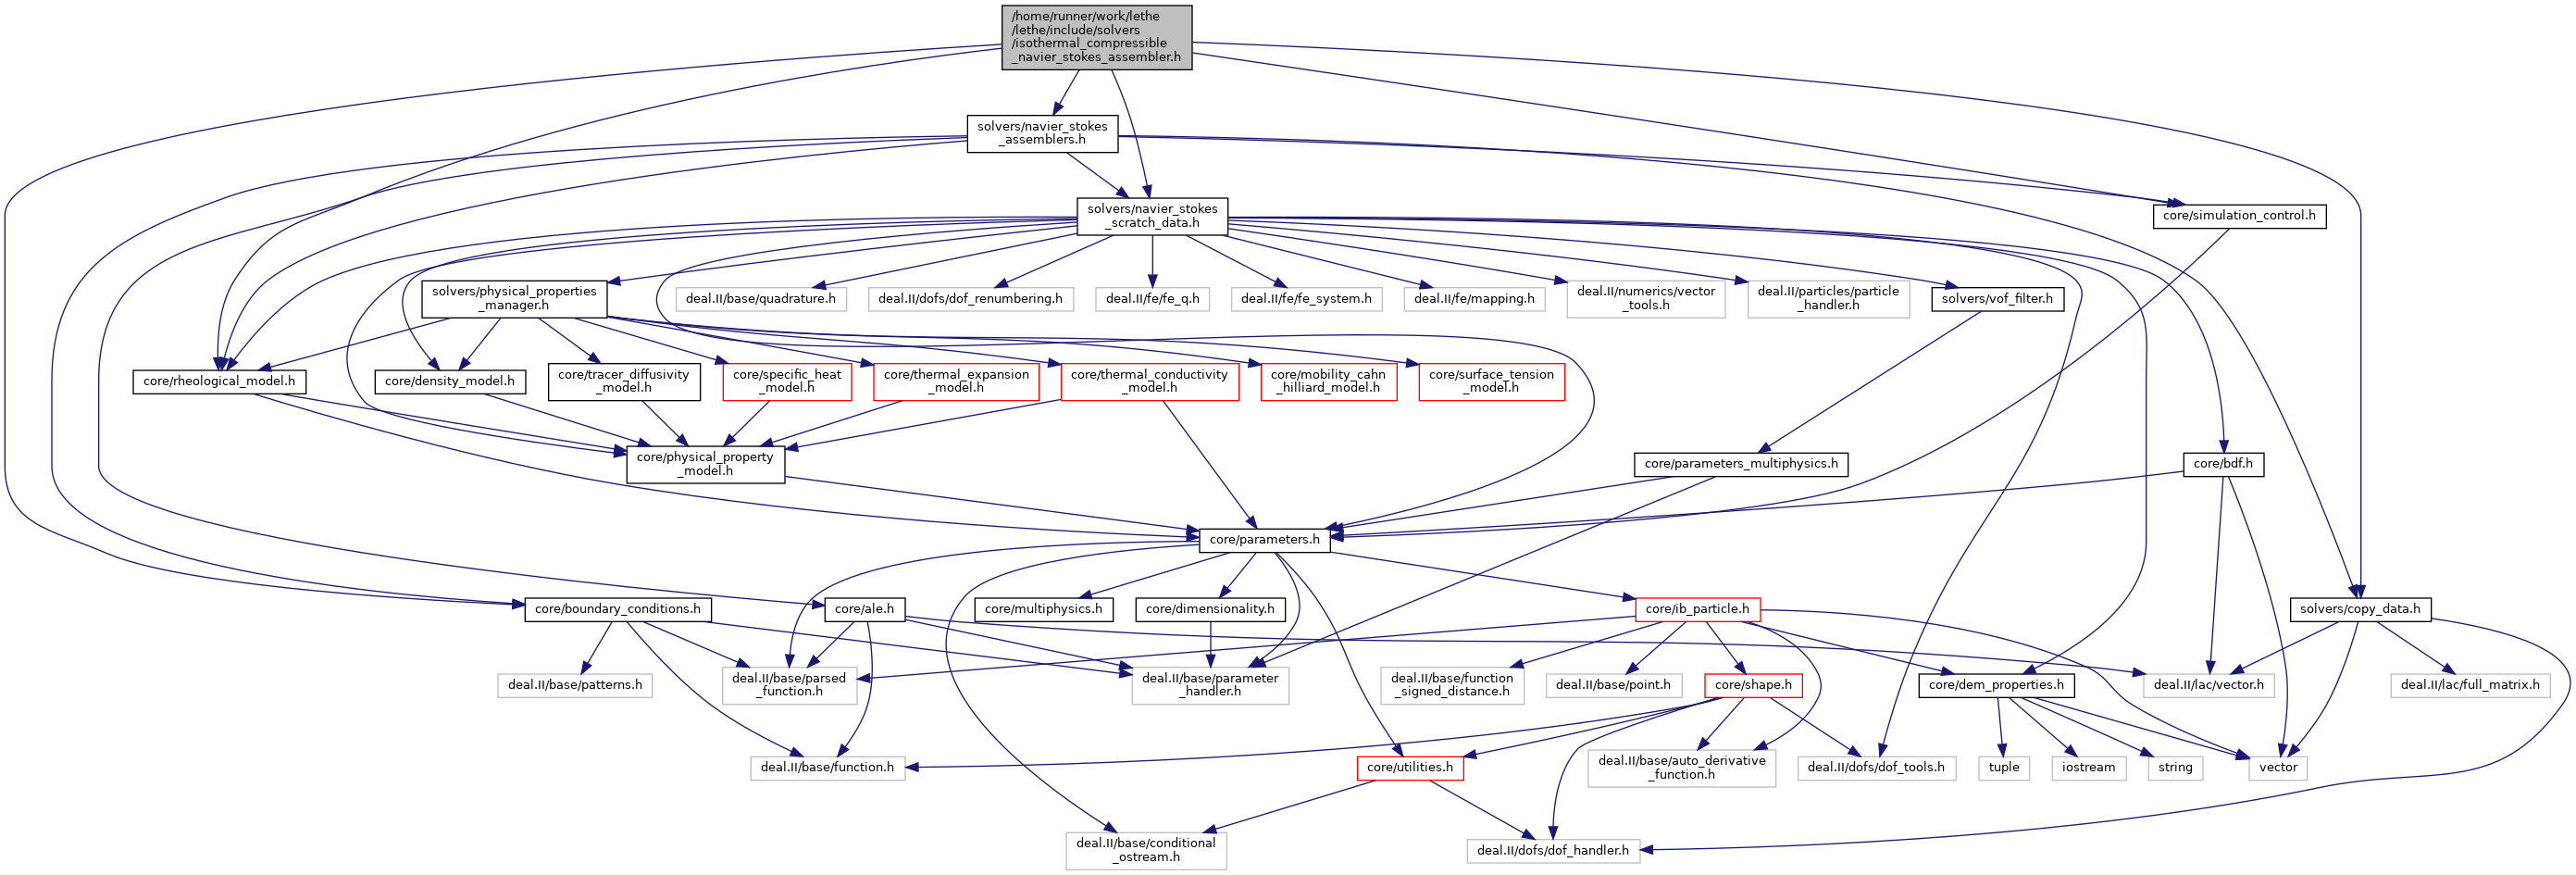 /home/runner/work/lethe
/lethe/include/solvers
/isothermal_compressible
_navier_stokes_assembler.h
solvers/navier_stokes
_assemblers.h
solvers/navier_stokes
_scratch_data.h
core/simulation_control.h
solvers/physical_properties
_manager.h
deal.II/base/quadrature.h
deal.II/dofs/dof_renumbering.h
deal.II/fe/fe_q.h
deal.II/fe/fe_system.h
deal.II/fe/mapping.h
deal.II/numerics/vector
_tools.h
deal.II/particles/particle
_handler.h
solvers/vof_filter.h
core/rheological_model.h
core/density_model.h
core/tracer_diffusivity
_model.h
core/specific_heat
_model.h
core/thermal_expansion
_model.h
core/thermal_conductivity
_model.h
core/mobility_cahn
_hilliard_model.h
core/surface_tension
_model.h
core/physical_property
_model.h
core/parameters_multiphysics.h
core/bdf.h
core/parameters.h
core/boundary_conditions.h
core/ale.h
core/multiphysics.h
core/dimensionality.h
core/ib_particle.h
solvers/copy_data.h
deal.II/base/patterns.h
deal.II/base/parsed
_function.h
deal.II/base/parameter
_handler.h
deal.II/base/function
_signed_distance.h
deal.II/base/point.h
core/shape.h
core/dem_properties.h
deal.II/lac/vector.h
deal.II/lac/full_matrix.h
deal.II/base/function.h
core/utilities.h
deal.II/base/auto_derivative
_function.h
deal.II/dofs/dof_tools.h
tuple
iostream
string
vector
deal.II/base/conditional
_ostream.h
deal.II/dofs/dof_handler.h